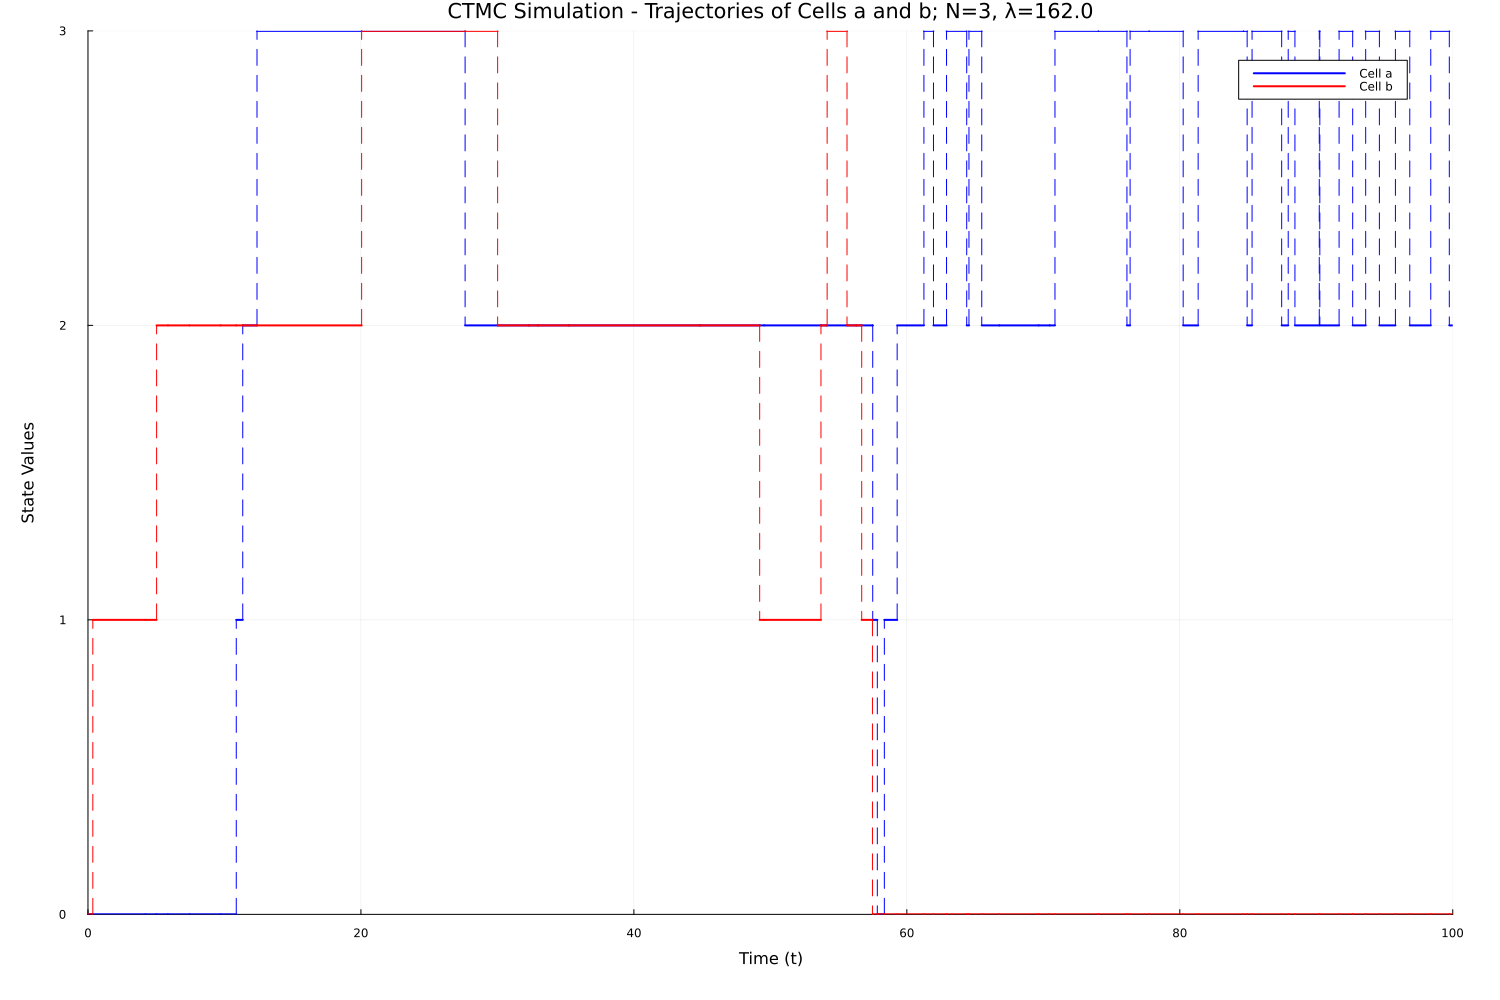 CTMC Simulation - Trajectories of Cells a and b; N=3, λ=162.0
3
Cell a
Cell b
2
State Values
1
0
0 20 40 60 80 100
Time (t)